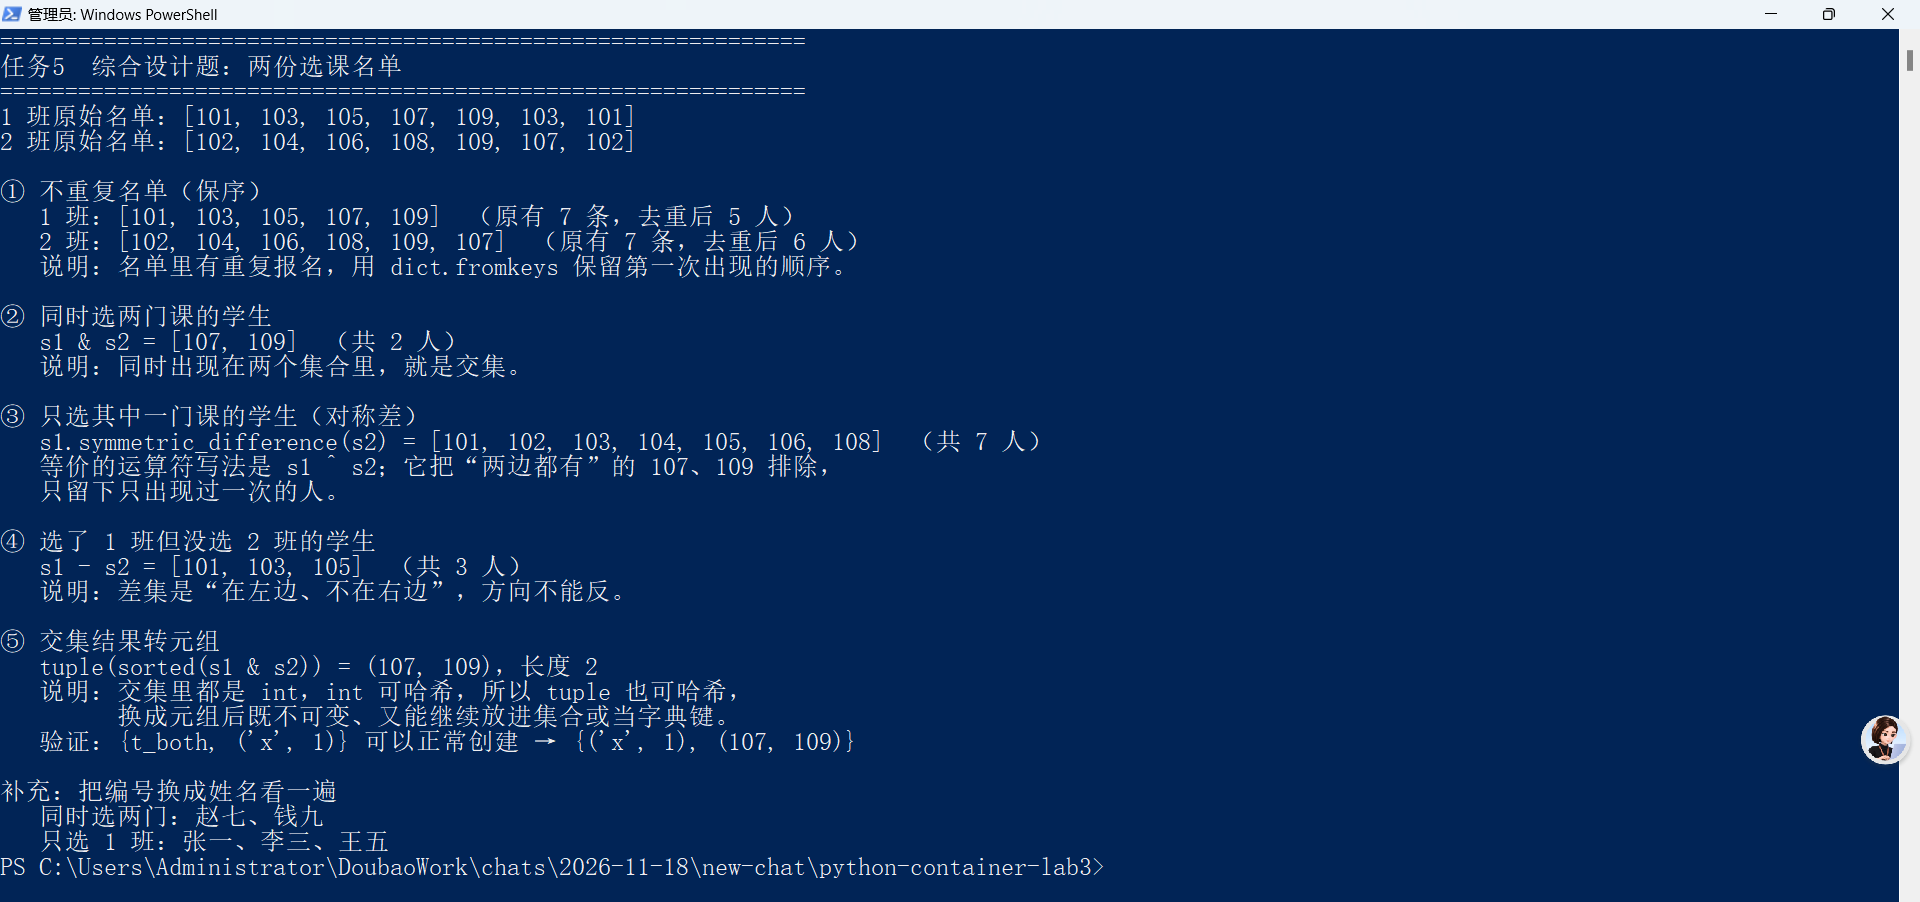 管理员: Windows PowerShell
==============================================================
任务5  综合设计题：两份选课名单
==============================================================
1 班原始名单：[101, 103, 105, 107, 109, 103, 101]
2 班原始名单：[102, 104, 106, 108, 109, 107, 102]
① 不重复名单（保序）
1 班：[101, 103, 105, 107, 109]  （原有 7 条，去重后 5 人）
2 班：[102, 104, 106, 108, 109, 107]  （原有 7 条，去重后 6 人）
说明：名单里有重复报名，用 dict.fromkeys 保留第一次出现的顺序。
② 同时选两门课的学生
s1 & s2 = [107, 109]  （共 2 人）
说明：同时出现在两个集合里，就是交集。
③ 只选其中一门课的学生（对称差）
s1.symmetric_difference(s2) = [101, 102, 103, 104, 105, 106, 108]  （共 7 人）
等价的运算符写法是 s1 ^ s2；它把“两边都有”的 107、109 排除，
只留下只出现过一次的人。
④ 选了 1 班但没选 2 班的学生
s1 - s2 = [101, 103, 105]  （共 3 人）
说明：差集是“在左边、不在右边”，方向不能反。
⑤ 交集结果转元组
tuple(sorted(s1 & s2)) = (107, 109)，长度 2
说明：交集里都是 int，int 可哈希，所以 tuple 也可哈希，
换成元组后既不可变、又能继续放进集合或当字典键。
验证：{t_both, ('x', 1)} 可以正常创建 → {('x', 1), (107, 109)}
补充：把编号换成姓名看一遍
同时选两门：赵七、钱九
只选 1 班：张一、李三、王五
PS C:\Users\Administrator\DoubaoWork\chats\2026-11-18\new-chat\python-container-lab3>